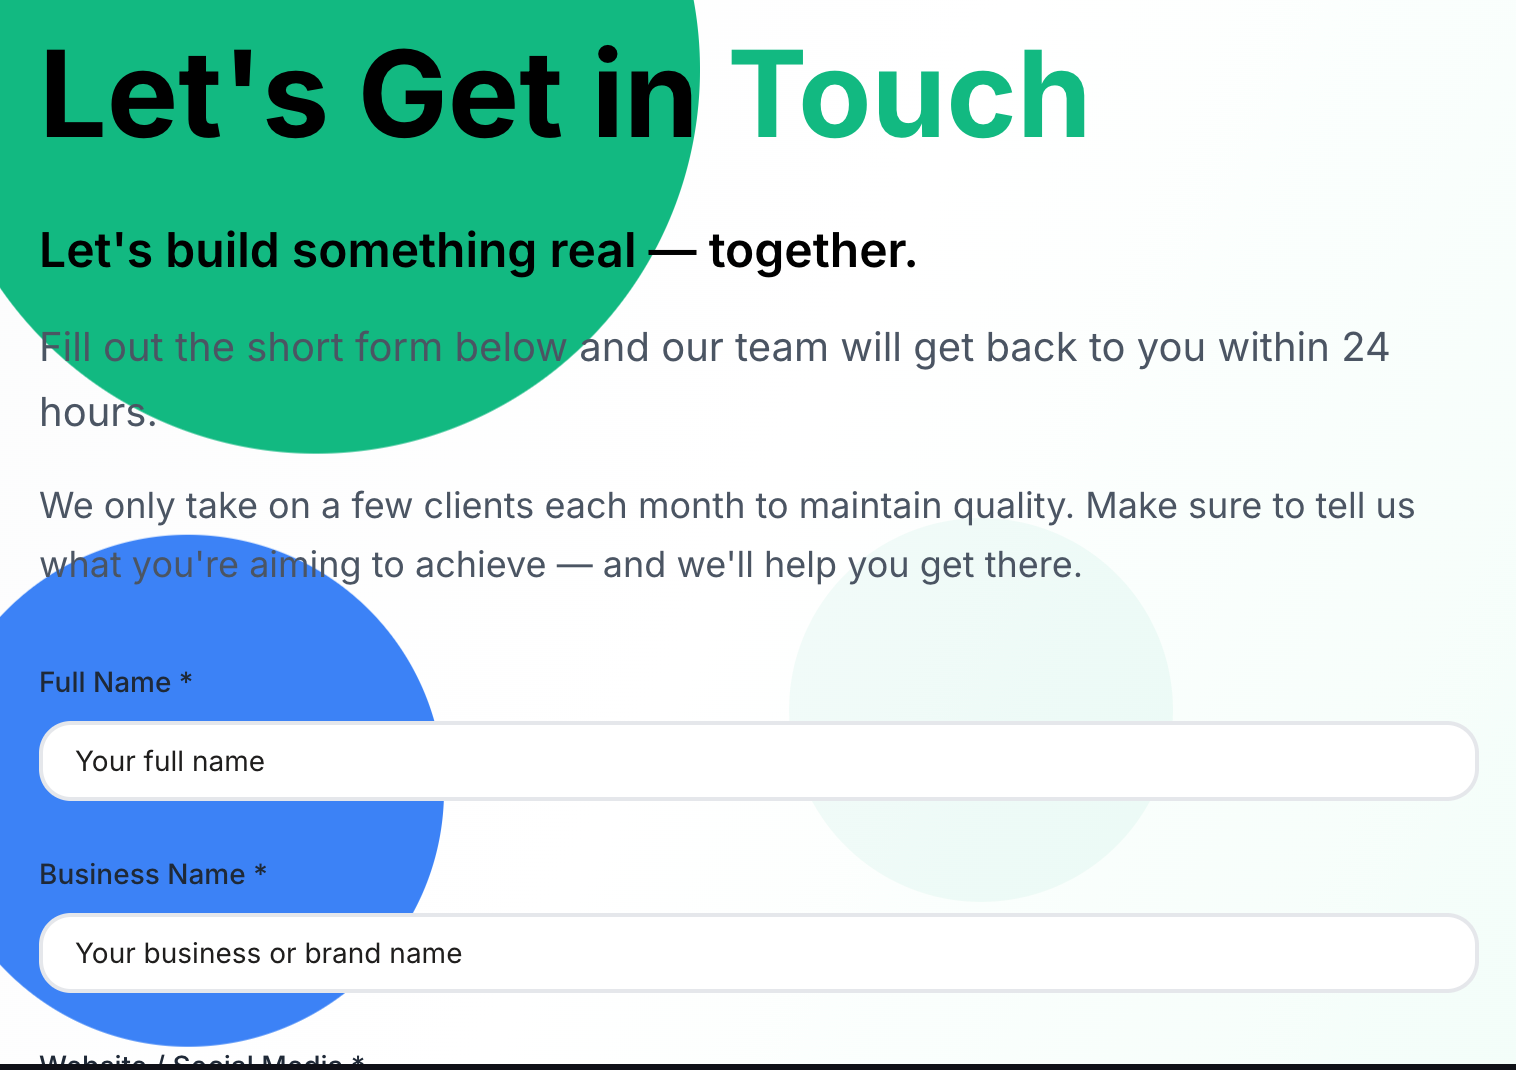 Let's Get in Touch
Let's build something real — together.
Fill out the short form below and our team will get back to you within 24
hours.
We only take on a few clients each month to maintain quality. Make sure to tell us
what you're aiming to achieve — and we'll help you get there.
Full Name *
Your full name
Business Name *
Your business or brand name
Website / Social Media *